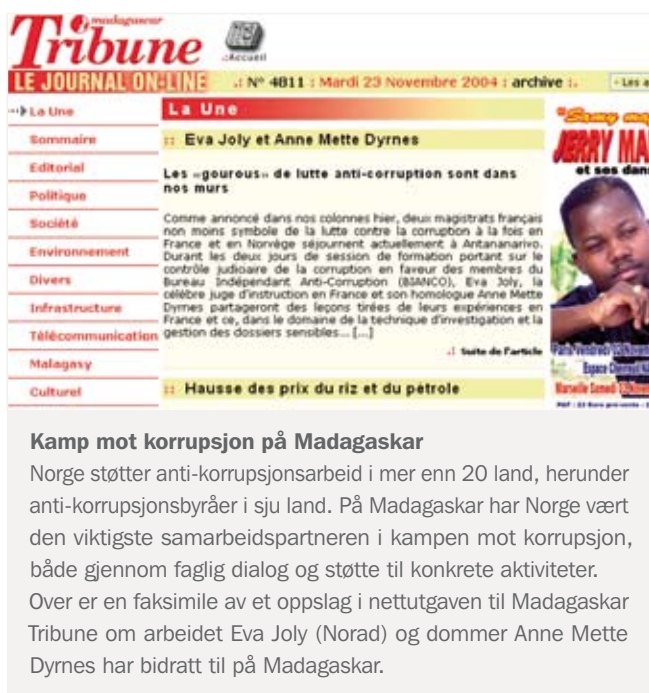 madagascar
Tribune
.:Accueil
LE JOURNAL ON-LINE
.: N° 4811 : Mardi 23 Novembre 2004 : archive :.
- Les a
La Une
Sommaire
Editorial
Politique
Société
Environnement
Divers
Infrastructure
Télécommunication
Malagasy
Culturel
La Une
:: Eva Joly et Anne Mette Dyrnes
Les «gourous» de lutte anti-corruption sont dans
nos murs
Comme annoncé dans nos colonnes hier, deux magistrats français
non moins symbole de la lutte contre la corruption à la fois en
France et en Norvège séjournent actuellement à Antananarivo.
Durant les deux jours de session de formation portant sur le
contrôle judioaire de la corruption en faveur des membres du
Bureau Indépendant Anti-Corruption (BIANCO), Eva Joly, la
célèbre juge d'instruction en France et son homologue Anne Mette
Dyrnes partageront des leçons tirées de leurs expériences en
France et ce, dans le domaine de la technique d'investigation et la
gestion des dossiers sensibles... [...]
.: Suite de l'article
:: Hausse des prix du riz et du pétrole
"Samy
JERRY MA
et ses dans
Paris Vendredi
Espace
Marseille Samedi
Kamp mot korrupsjon på Madagaskar
Norge støtter anti-korrupsjonsarbeid i mer enn 20 land, herunder
anti-korrupsjonsbyråer i sju land. På Madagaskar har Norge vært
den viktigste samarbeidspartneren i kampen mot korrupsjon,
både gjennom faglig dialog og støtte til konkrete aktiviteter.
Over er en faksimile av et oppslag i nettutgaven til Madagaskar
Tribune om arbeidet Eva Joly (Norad) og dommer Anne Mette
Dyrnes har bidratt til på Madagaskar.